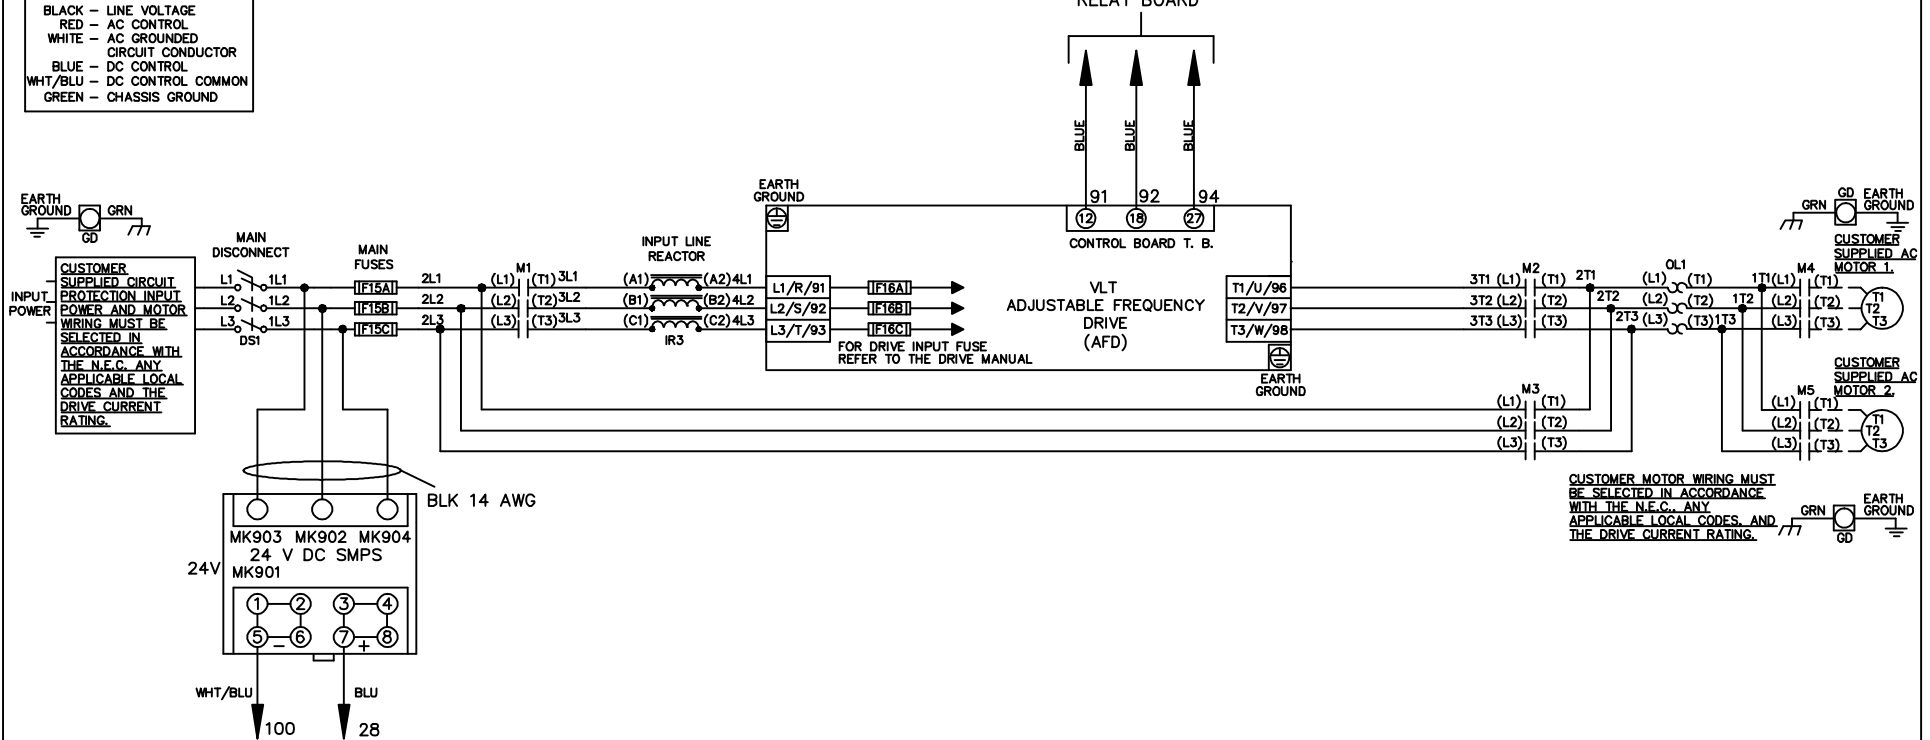 BLACK – LINE VOLTAGE
RED – AC CONTROL
WHITE – AC GROUNDED
CIRCUIT CONDUCTOR
BLUE – DC CONTROL
WHT/BLU – DC CONTROL COMMON
GREEN – CHASSIS GROUND
RELAY BOARD
BLUE
BLUE
BLUE
91 92 94
12 18 27
CONTROL BOARD T. B.
EARTH
GROUND
EARTH
GROUND
GRN
GD
INPUT
POWER
CUSTOMER
SUPPLIED CIRCUIT
PROTECTION INPUT
POWER AND MOTOR
WIRING MUST BE
SELECTED IN
ACCORDANCE WITH
THE N.E.C. ANY
APPLICABLE LOCAL
CODES AND THE
DRIVE CURRENT
RATING.
MAIN
DISCONNECT
L1 1L1
L2 1L2
L3 1L3
DS1
MAIN
FUSES
F15A
F15B
F15C
2L1
2L2
2L3
M1
(L1) (T1) 3L1
(L2) (T2) 3L2
(L3) (T3) 3L3
INPUT LINE
REACTOR
(A1) (A2) 4L1
(B1) (B2) 4L2
(C1) (C2) 4L3
IR3
L1/R/91
L2/S/92
L3/T/93
F16A
F16B
F16C
FOR DRIVE INPUT FUSE
REFER TO THE DRIVE MANUAL
VLT
ADJUSTABLE FREQUENCY
DRIVE
(AFD)
T1/U/96
T2/V/97
T3/W/98
EARTH
GROUND
M2
3T1 (L1) (T1) 2T1
3T2 (L2) (T2) 2T2
3T3 (L3) (T3) 2T3
OL1
(L1) (T1) 1T1
(L2) (T2) 1T2
(L3) (T3) 1T3
M4
(L1) (T1)
(L2) (T2)
(L3) (T3)
GD
GRN
EARTH
GROUND
CUSTOMER
SUPPLIED AC
MOTOR 1.
T1
T2
T3
M3
(L1) (T1)
(L2) (T2)
(L3) (T3)
M5
(L1) (T1)
(L2) (T2)
(L3) (T3)
CUSTOMER
SUPPLIED AC
MOTOR 2.
T1
T2
T3
CUSTOMER MOTOR WIRING MUST
BE SELECTED IN ACCORDANCE
WITH THE N.E.C., ANY
APPLICABLE LOCAL CODES, AND
THE DRIVE CURRENT RATING.
GRN
GD
EARTH
GROUND
BLK 14 AWG
MK903 MK902 MK904
24 V DC SMPS
24V
MK901
1 2 3 4
5 – 6 7 + 8
WHT/BLU
BLU
100
28